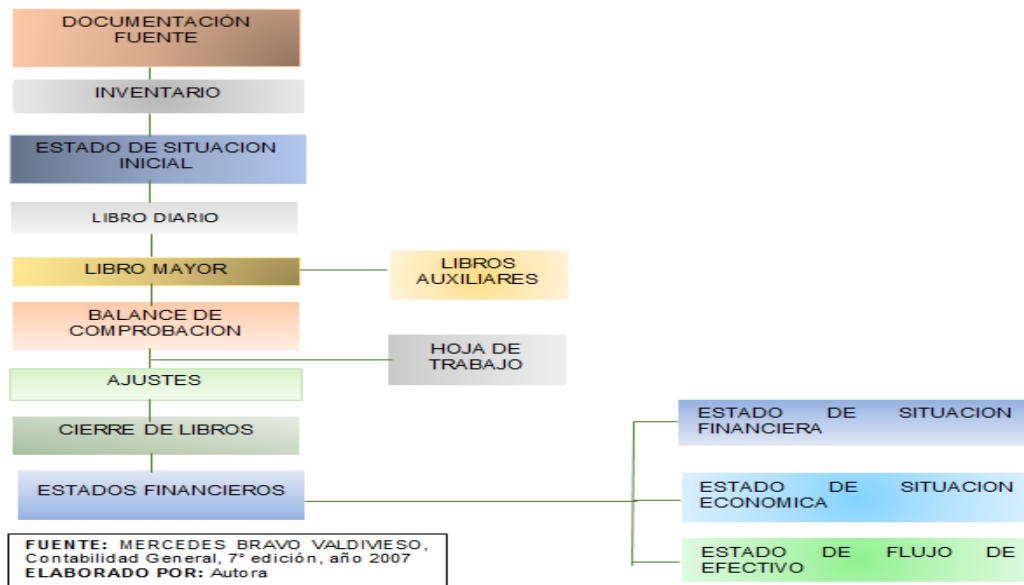 DOCUMENTACIÓN
FUENTE
INVENTARIO
ESTADO DE SITUACION
INICIAL
LIBRO DIARIO
LIBRO MAYOR
LIBROS
AUXILIARES
BALANCE DE
COMPROBACION
HOJA DE
TRABAJO
AJUSTES
CIERRE DE LIBROS
ESTADOS FINANCIEROS
ESTADO DE SITUACION
FINANCIERA
ESTADO DE SITUACION
ECONOMICA
ESTADO DE FLUJO DE
EFECTIVO
FUENTE: MERCEDES BRAVO VALDIVIESO,
Contabilidad General, 7° edición, año 2007
ELABORADO POR: Autora